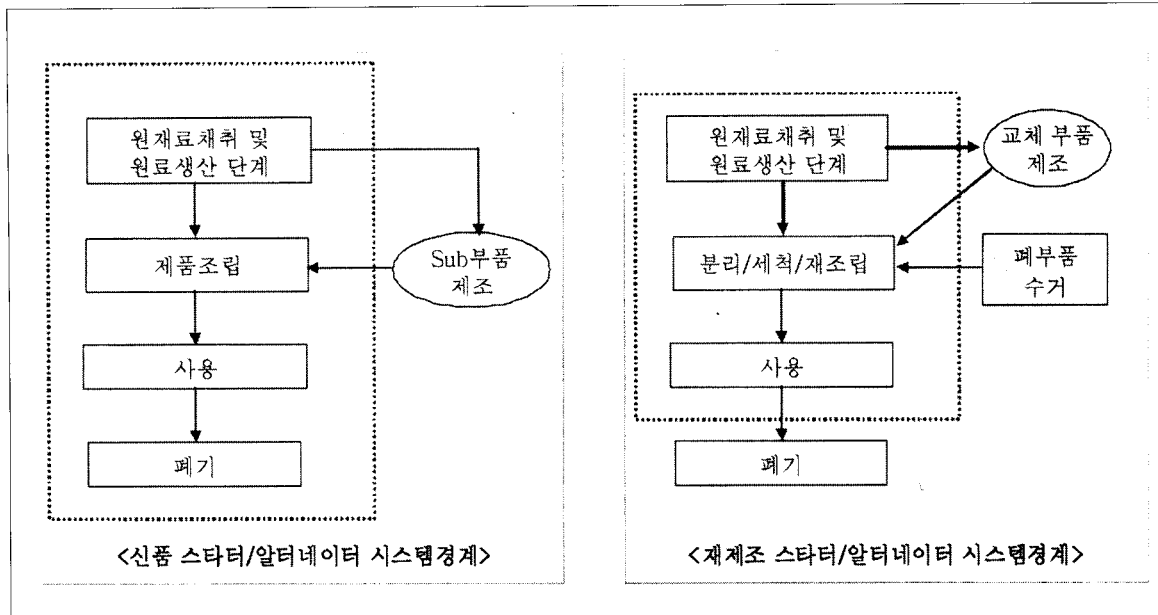 원재료채취 및
원료생산 단계
제품조립
Sub부품
제조
사용
폐기
<신품 스타터/알터네이터 시스템경계>
원재료채취 및
원료생산 단계
교체 부품
제조
분리/세척/재조립
폐부품
수거
사용
폐기
<재제조 스타터/알터네이터 시스템경계>